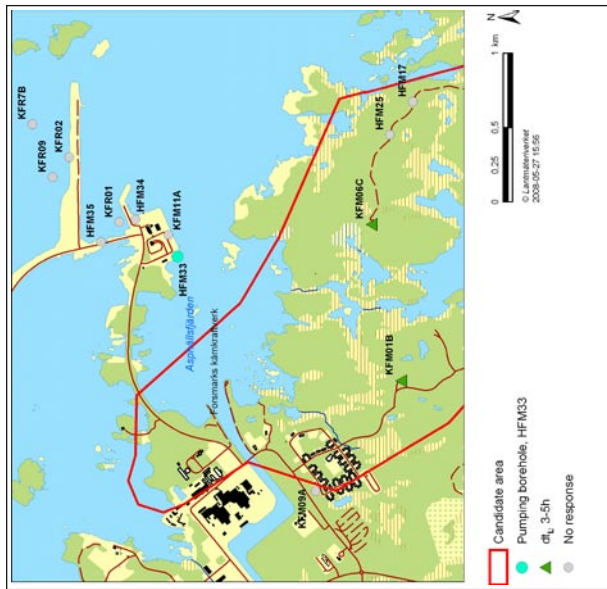 KFR7B
KFR09
KFR02
HFM35
KFR01
HFM34
KFM11A
HFM33
Asphällsfjärden
Forsmarks kärnkraftverk
KFM09A
KFM01B
KFM06C
HFM25
HFM17
Candidate area
Pumping borehole, HFM33
dtL; 3-5h
No response
N
0 0.25 0.5 1 km
© Lantmäteriverket
2008-05-27 15:56